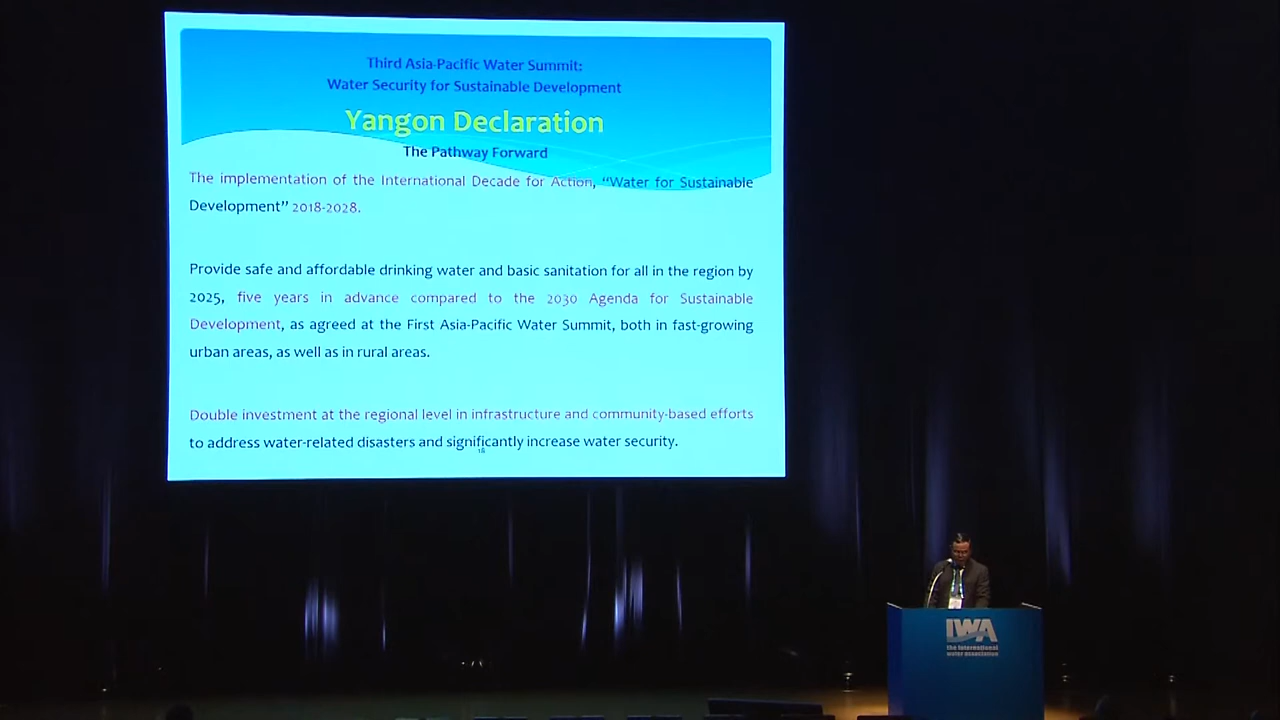 Third Asia-Pacific Water Summit:
Water Security for Sustainable Development
Yangon Declaration
The Pathway Forward
The implementation of the International Decade for Action, “Water for Sustainable
Development” 2018-2028.
Provide safe and affordable drinking water and basic sanitation for all in the region by
2025, five years in advance compared to the 2030 Agenda for Sustainable
Development, as agreed at the First Asia-Pacific Water Summit, both in fast-growing
urban areas, as well as in rural areas.
Double investment at the regional level in infrastructure and community-based efforts
to address water-related disasters and significantly increase water security.
18
IWA
the international
water association